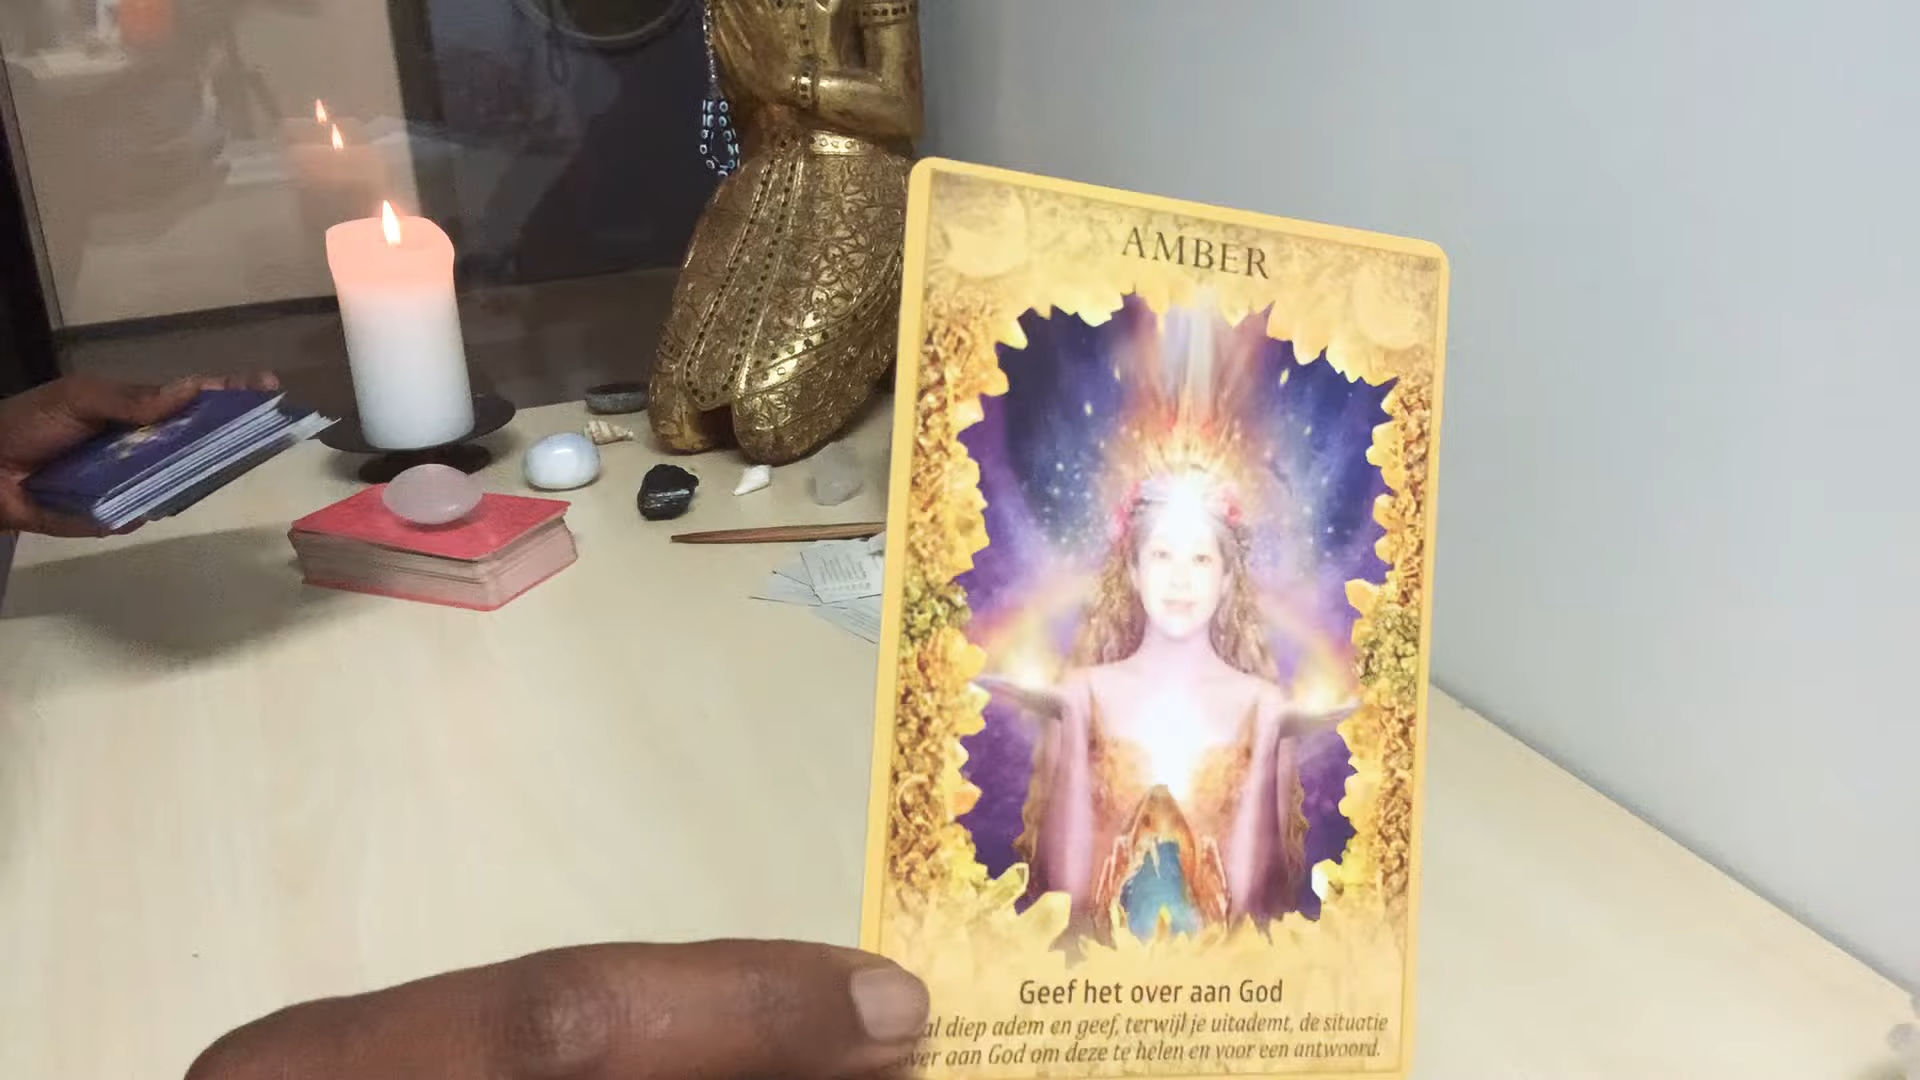 AMBER
Geef het over aan God
al diep adem en geef, terwijl je uitademt, de situatie
over aan God om deze te helen en voor een antwoord.